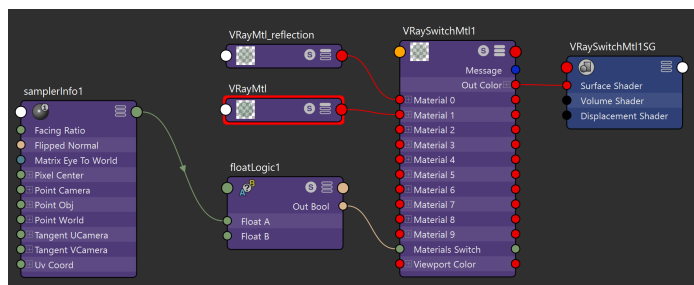 samplerInfo1
Facing Ratio
Flipped Normal
Matrix Eye To World
Pixel Center
Point Camera
Point Obj
Point World
Tangent UCamera
Tangent VCamera
Uv Coord
VRayMtl_reflection
S
VRayMtl
S
floatLogic1
A ? B
S
Out Bool
Float A
Float B
VRaySwitchMtl1
S
Message
Out Color
Material 0
Material 1
Material 2
Material 3
Material 4
Material 5
Material 6
Material 7
Material 8
Material 9
Materials Switch
Viewport Color
VRaySwitchMtl1SG
Surface Shader
Volume Shader
Displacement Shader